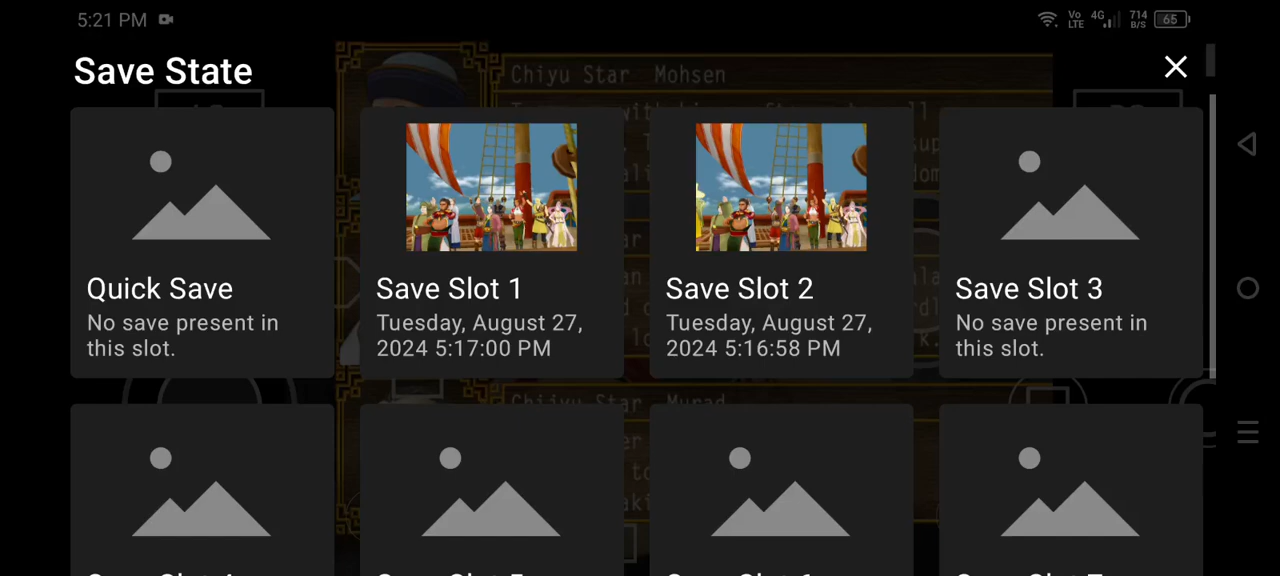 5:21 PM
Vo LTE 4G 714 B/S 65
Save State
Chiyu Star Mohsen
Quick Save
No save present in
this slot.
Save Slot 1
Tuesday, August 27,
2024 5:17:00 PM
Save Slot 2
Tuesday, August 27,
2024 5:16:58 PM
Save Slot 3
No save present in
this slot.
Star Murad